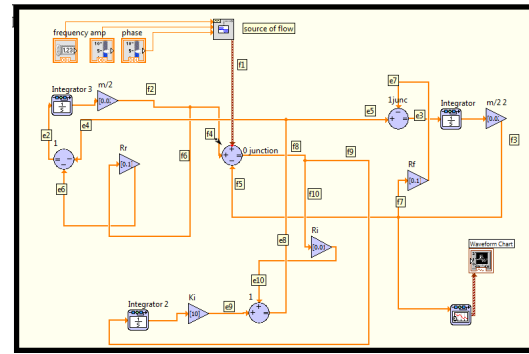 frequency amp phase
source of flow
f1
Integrator 3 m/2 f2
e7
1junc
Integrator m/2 2
e2 e4
e5
e3
f3
1
Rr
f4
0 junction
f6
f8
f9
e6
f5
f10
Rf
f7
Ri
e8
Waveform Chart
e10
Integrator 2 Ki
e9
1